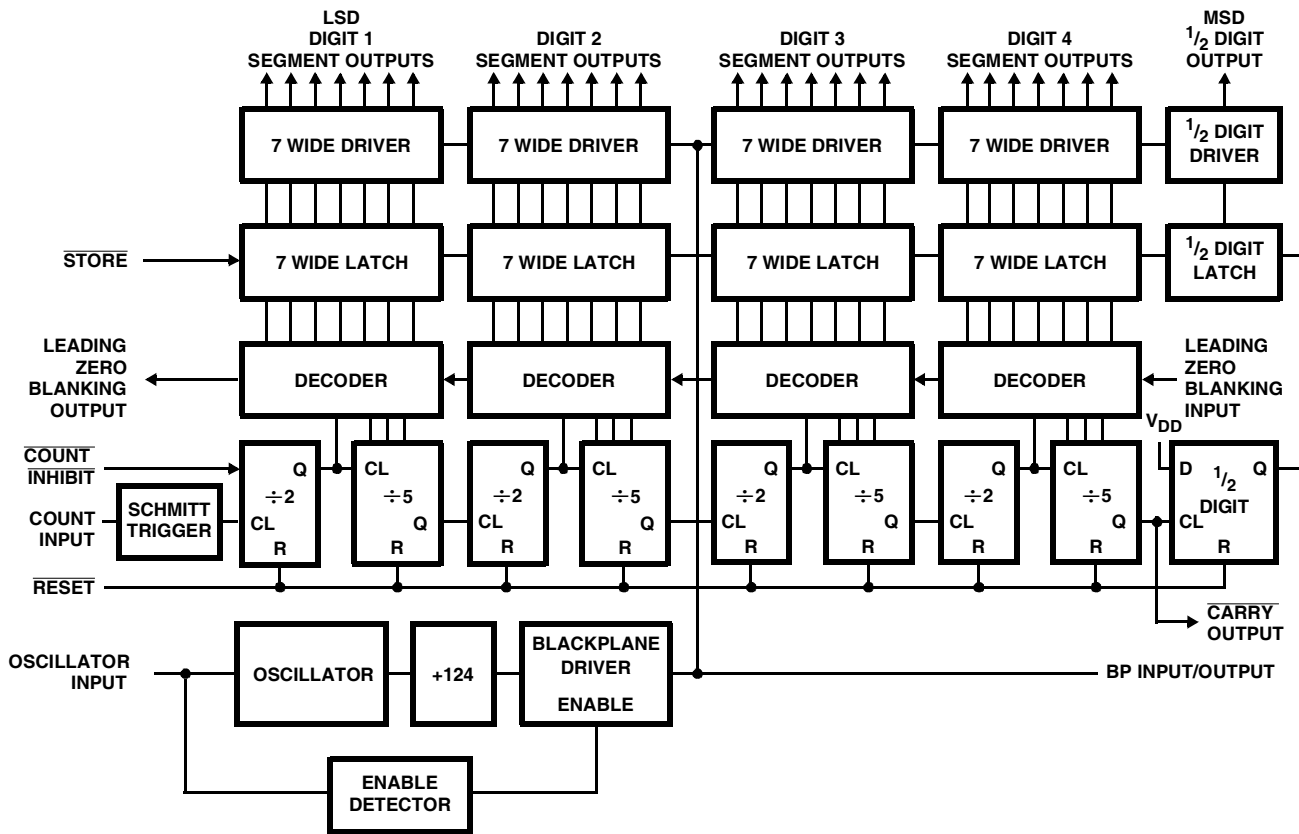 LSD
DIGIT 1
SEGMENT OUTPUTS
DIGIT 2
SEGMENT OUTPUTS
DIGIT 3
SEGMENT OUTPUTS
DIGIT 4
SEGMENT OUTPUTS
MSD
1/2 DIGIT
OUTPUT
7 WIDE DRIVER
7 WIDE DRIVER
7 WIDE DRIVER
7 WIDE DRIVER
1/2 DIGIT
DRIVER
STORE
7 WIDE LATCH
7 WIDE LATCH
7 WIDE LATCH
7 WIDE LATCH
1/2 DIGIT
LATCH
LEADING
ZERO
BLANKING
OUTPUT
DECODER
DECODER
DECODER
DECODER
LEADING
ZERO
BLANKING
INPUT
VDD
COUNT
INHIBIT
COUNT
INPUT
SCHMITT
TRIGGER
Q
÷2
CL
R
CL
÷5
Q
R
Q
÷2
CL
R
CL
÷5
Q
R
Q
÷2
CL
R
CL
÷5
Q
R
Q
÷2
CL
R
CL
÷5
Q
R
D
Q
1/2
DIGIT
CL
R
RESET
CARRY
OUTPUT
OSCILLATOR
INPUT
OSCILLATOR
+124
BLACKPLANE
DRIVER
ENABLE
BP INPUT/OUTPUT
ENABLE
DETECTOR